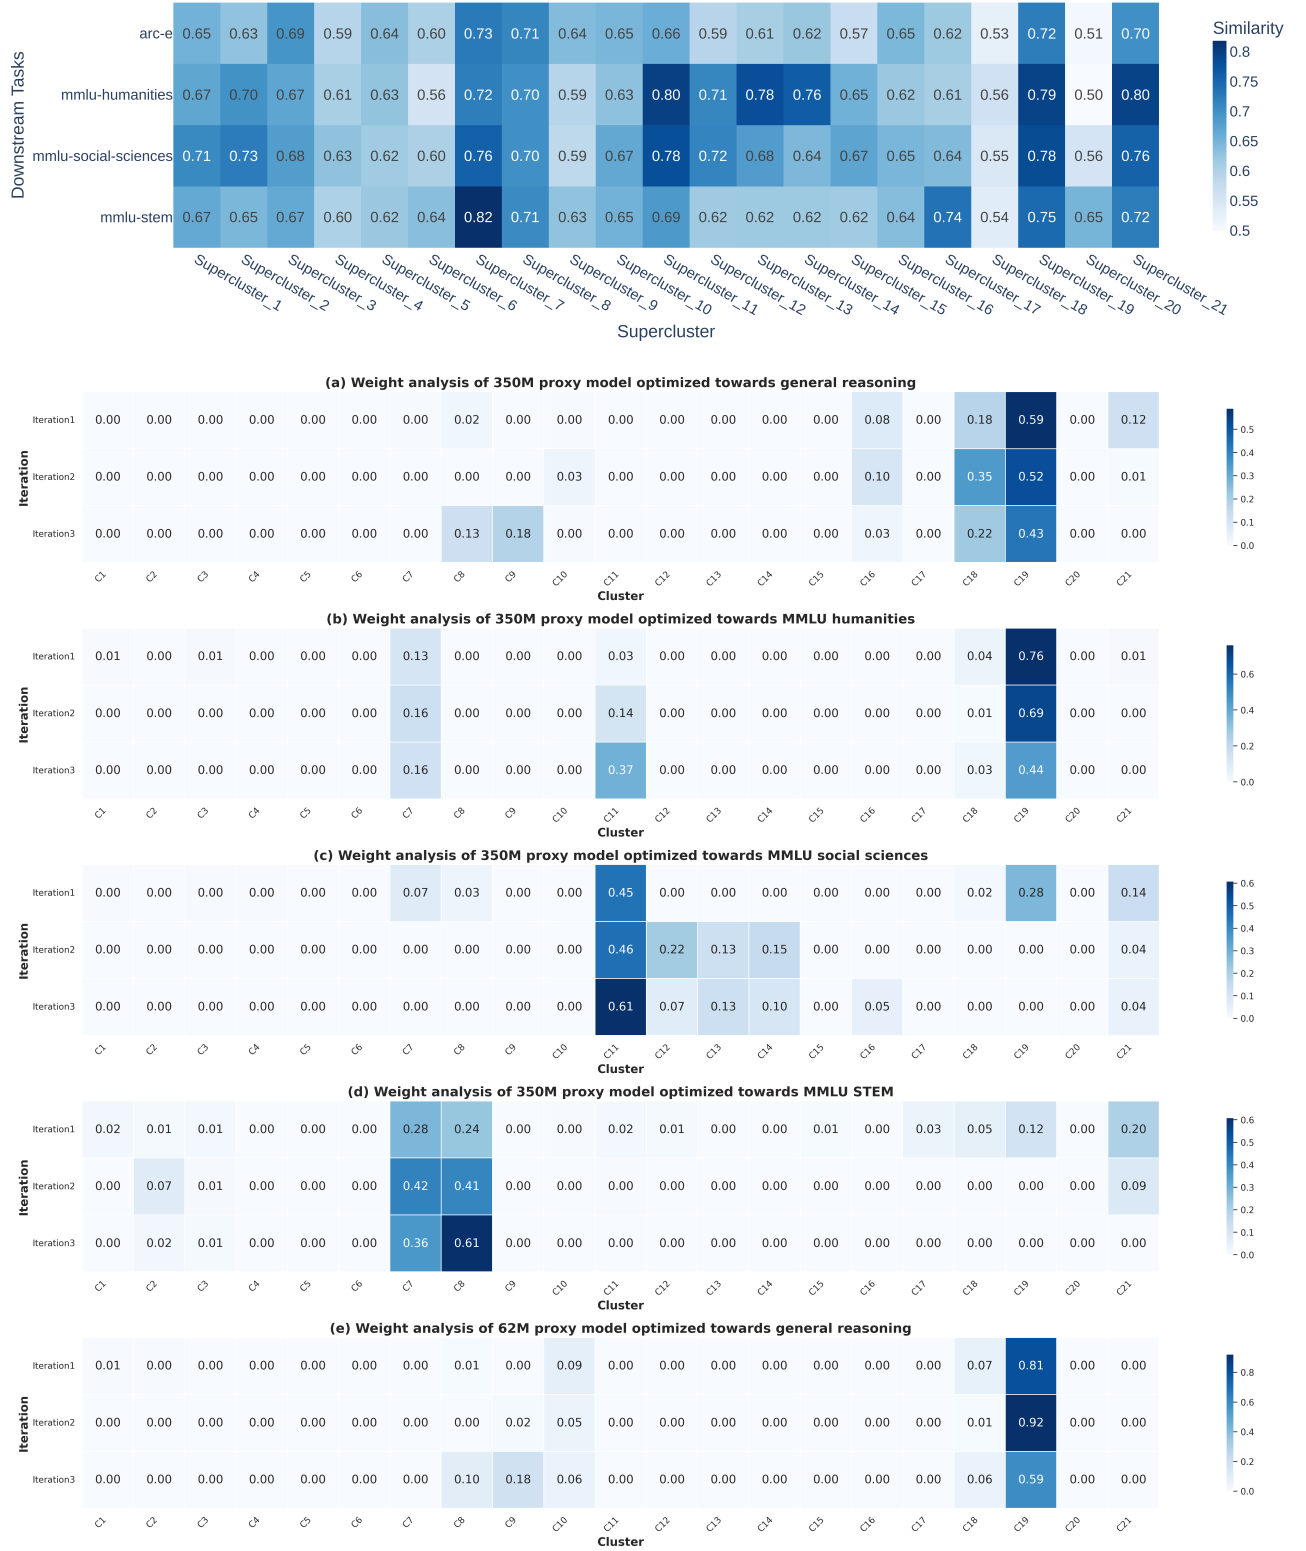 Downstream Tasks
Similarity
arc-e 0.65 0.63 0.69 0.59 0.64 0.60 0.73 0.71 0.64 0.65 0.66 0.59 0.61 0.62 0.57 0.65 0.62 0.53 0.72 0.51 0.70
mmlu-humanities 0.67 0.70 0.67 0.61 0.63 0.56 0.72 0.70 0.59 0.63 0.80 0.71 0.78 0.76 0.65 0.62 0.61 0.56 0.79 0.50 0.80
mmlu-social-sciences 0.71 0.73 0.68 0.63 0.62 0.60 0.76 0.70 0.59 0.67 0.78 0.72 0.68 0.64 0.67 0.65 0.64 0.55 0.78 0.56 0.76
mmlu-stem 0.67 0.65 0.67 0.60 0.62 0.64 0.82 0.71 0.63 0.65 0.69 0.62 0.62 0.62 0.62 0.64 0.74 0.54 0.75 0.65 0.72
0.8
0.75
0.7
0.65
0.6
0.55
0.5
Supercluster_1 Supercluster_2 Supercluster_3 Supercluster_4 Supercluster_5 Supercluster_6 Supercluster_7 Supercluster_8 Supercluster_9 Supercluster_10 Supercluster_11 Supercluster_12 Supercluster_13 Supercluster_14 Supercluster_15 Supercluster_16 Supercluster_17 Supercluster_18 Supercluster_19 Supercluster_20 Supercluster_21
Supercluster
(a) Weight analysis of 350M proxy model optimized towards general reasoning
Iteration
Iteration1 0.00 0.00 0.00 0.00 0.00 0.00 0.00 0.02 0.00 0.00 0.00 0.00 0.00 0.00 0.00 0.08 0.00 0.18 0.59 0.00 0.12
Iteration2 0.00 0.00 0.00 0.00 0.00 0.00 0.00 0.00 0.00 0.03 0.00 0.00 0.00 0.00 0.00 0.10 0.00 0.35 0.52 0.00 0.01
Iteration3 0.00 0.00 0.00 0.00 0.00 0.00 0.00 0.13 0.18 0.00 0.00 0.00 0.00 0.00 0.00 0.03 0.00 0.22 0.43 0.00 0.00
0.5
0.4
0.3
0.2
0.1
0.0
C1 C2 C3 C4 C5 C6 C7 C8 C9 C10 C11 C12 C13 C14 C15 C16 C17 C18 C19 C20 C21
Cluster
(b) Weight analysis of 350M proxy model optimized towards MMLU humanities
Iteration
Iteration1 0.01 0.00 0.01 0.00 0.00 0.00 0.13 0.00 0.00 0.00 0.03 0.00 0.00 0.00 0.00 0.00 0.00 0.04 0.76 0.00 0.01
Iteration2 0.00 0.00 0.00 0.00 0.00 0.00 0.16 0.00 0.00 0.00 0.14 0.00 0.00 0.00 0.00 0.00 0.00 0.01 0.69 0.00 0.00
Iteration3 0.00 0.00 0.00 0.00 0.00 0.00 0.16 0.00 0.00 0.00 0.37 0.00 0.00 0.00 0.00 0.00 0.00 0.03 0.44 0.00 0.00
0.6
0.4
0.2
0.0
C1 C2 C3 C4 C5 C6 C7 C8 C9 C10 C11 C12 C13 C14 C15 C16 C17 C18 C19 C20 C21
Cluster
(c) Weight analysis of 350M proxy model optimized towards MMLU social sciences
Iteration
Iteration1 0.00 0.00 0.00 0.00 0.00 0.00 0.07 0.03 0.00 0.00 0.45 0.00 0.00 0.00 0.00 0.00 0.00 0.02 0.28 0.00 0.14
Iteration2 0.00 0.00 0.00 0.00 0.00 0.00 0.00 0.00 0.00 0.00 0.46 0.22 0.13 0.15 0.00 0.00 0.00 0.00 0.00 0.00 0.04
Iteration3 0.00 0.00 0.00 0.00 0.00 0.00 0.00 0.00 0.00 0.00 0.61 0.07 0.13 0.10 0.00 0.05 0.00 0.00 0.00 0.00 0.04
0.6
0.5
0.4
0.3
0.2
0.1
0.0
C1 C2 C3 C4 C5 C6 C7 C8 C9 C10 C11 C12 C13 C14 C15 C16 C17 C18 C19 C20 C21
Cluster
(d) Weight analysis of 350M proxy model optimized towards MMLU STEM
Iteration
Iteration1 0.02 0.01 0.01 0.00 0.00 0.00 0.28 0.24 0.00 0.00 0.02 0.01 0.00 0.00 0.01 0.00 0.03 0.05 0.12 0.00 0.20
Iteration2 0.00 0.07 0.01 0.00 0.00 0.00 0.42 0.41 0.00 0.00 0.00 0.00 0.00 0.00 0.00 0.00 0.00 0.00 0.00 0.00 0.09
Iteration3 0.00 0.02 0.01 0.00 0.00 0.00 0.36 0.61 0.00 0.00 0.00 0.00 0.00 0.00 0.00 0.00 0.00 0.00 0.00 0.00 0.00
0.6
0.5
0.4
0.3
0.2
0.1
0.0
C1 C2 C3 C4 C5 C6 C7 C8 C9 C10 C11 C12 C13 C14 C15 C16 C17 C18 C19 C20 C21
Cluster
(e) Weight analysis of 62M proxy model optimized towards general reasoning
Iteration
Iteration1 0.01 0.00 0.00 0.00 0.00 0.00 0.00 0.01 0.00 0.09 0.00 0.00 0.00 0.00 0.00 0.00 0.00 0.07 0.81 0.00 0.00
Iteration2 0.00 0.00 0.00 0.00 0.00 0.00 0.00 0.00 0.02 0.05 0.00 0.00 0.00 0.00 0.00 0.00 0.00 0.01 0.92 0.00 0.00
Iteration3 0.00 0.00 0.00 0.00 0.00 0.00 0.00 0.10 0.18 0.06 0.00 0.00 0.00 0.00 0.00 0.00 0.00 0.06 0.59 0.00 0.00
0.8
0.6
0.4
0.2
0.0
C1 C2 C3 C4 C5 C6 C7 C8 C9 C10 C11 C12 C13 C14 C15 C16 C17 C18 C19 C20 C21
Cluster